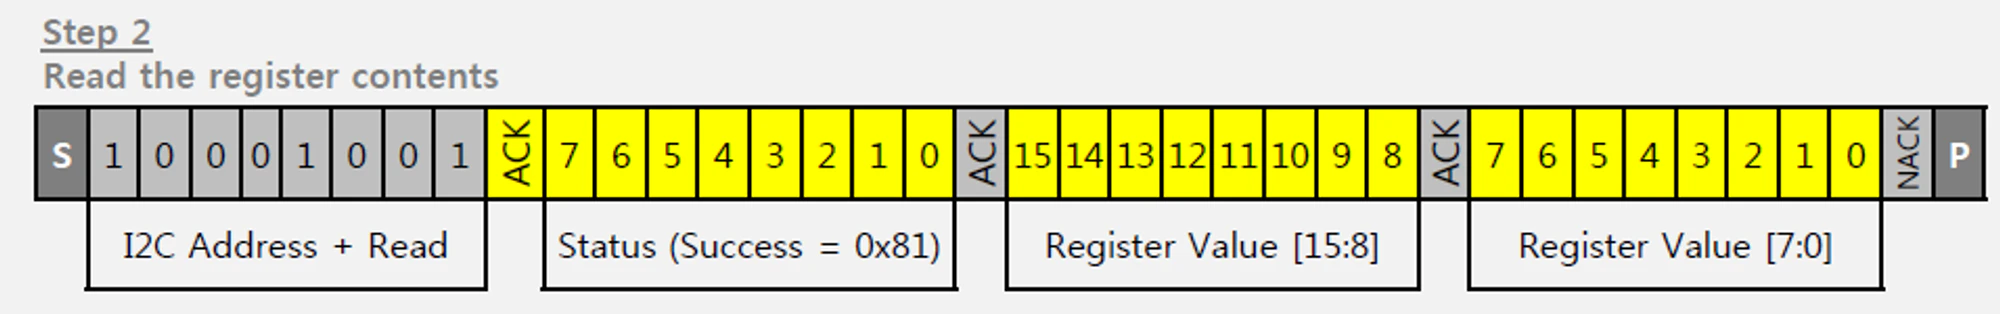 Step 2
Read the register contents
S 1 0 0 0 1 0 0 1 ACK 7 6 5 4 3 2 1 0 ACK 15 14 13 12 11 10 9 8 ACK 7 6 5 4 3 2 1 0 NACK P
I2C Address + Read Status (Success = 0x81) Register Value [15:8] Register Value [7:0]